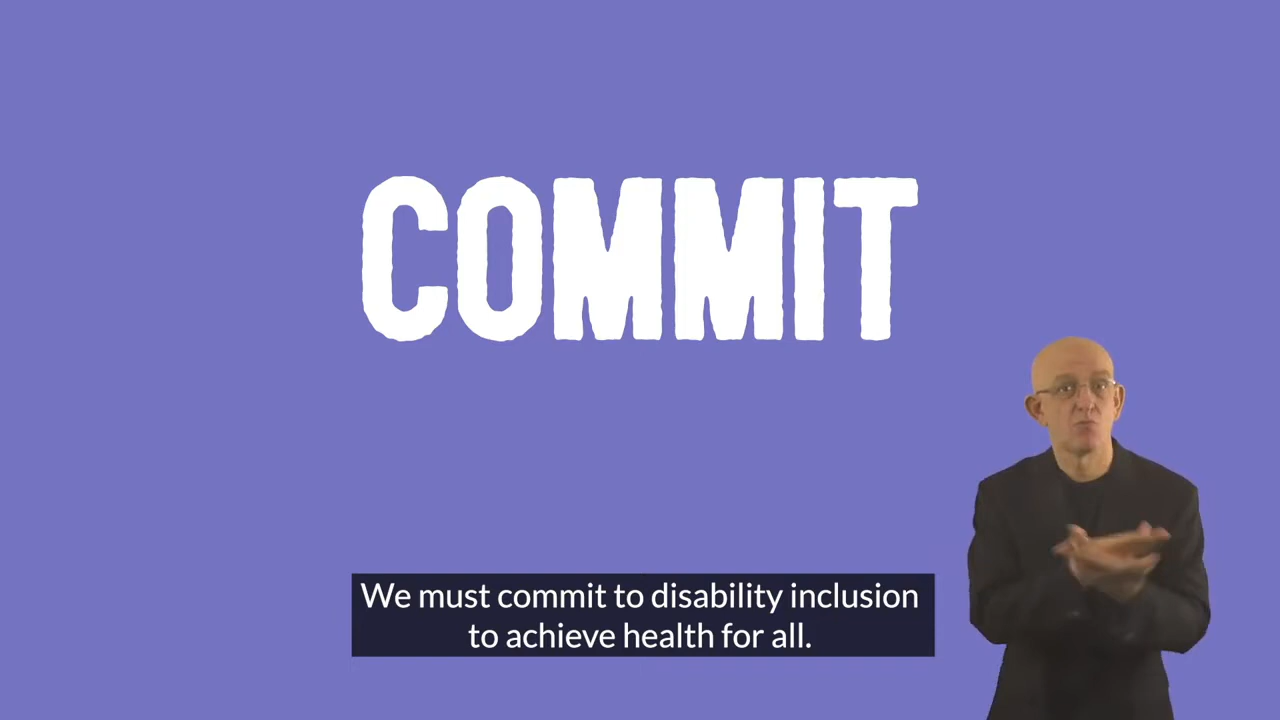 COMMIT
We must commit to disability inclusion
to achieve health for all.